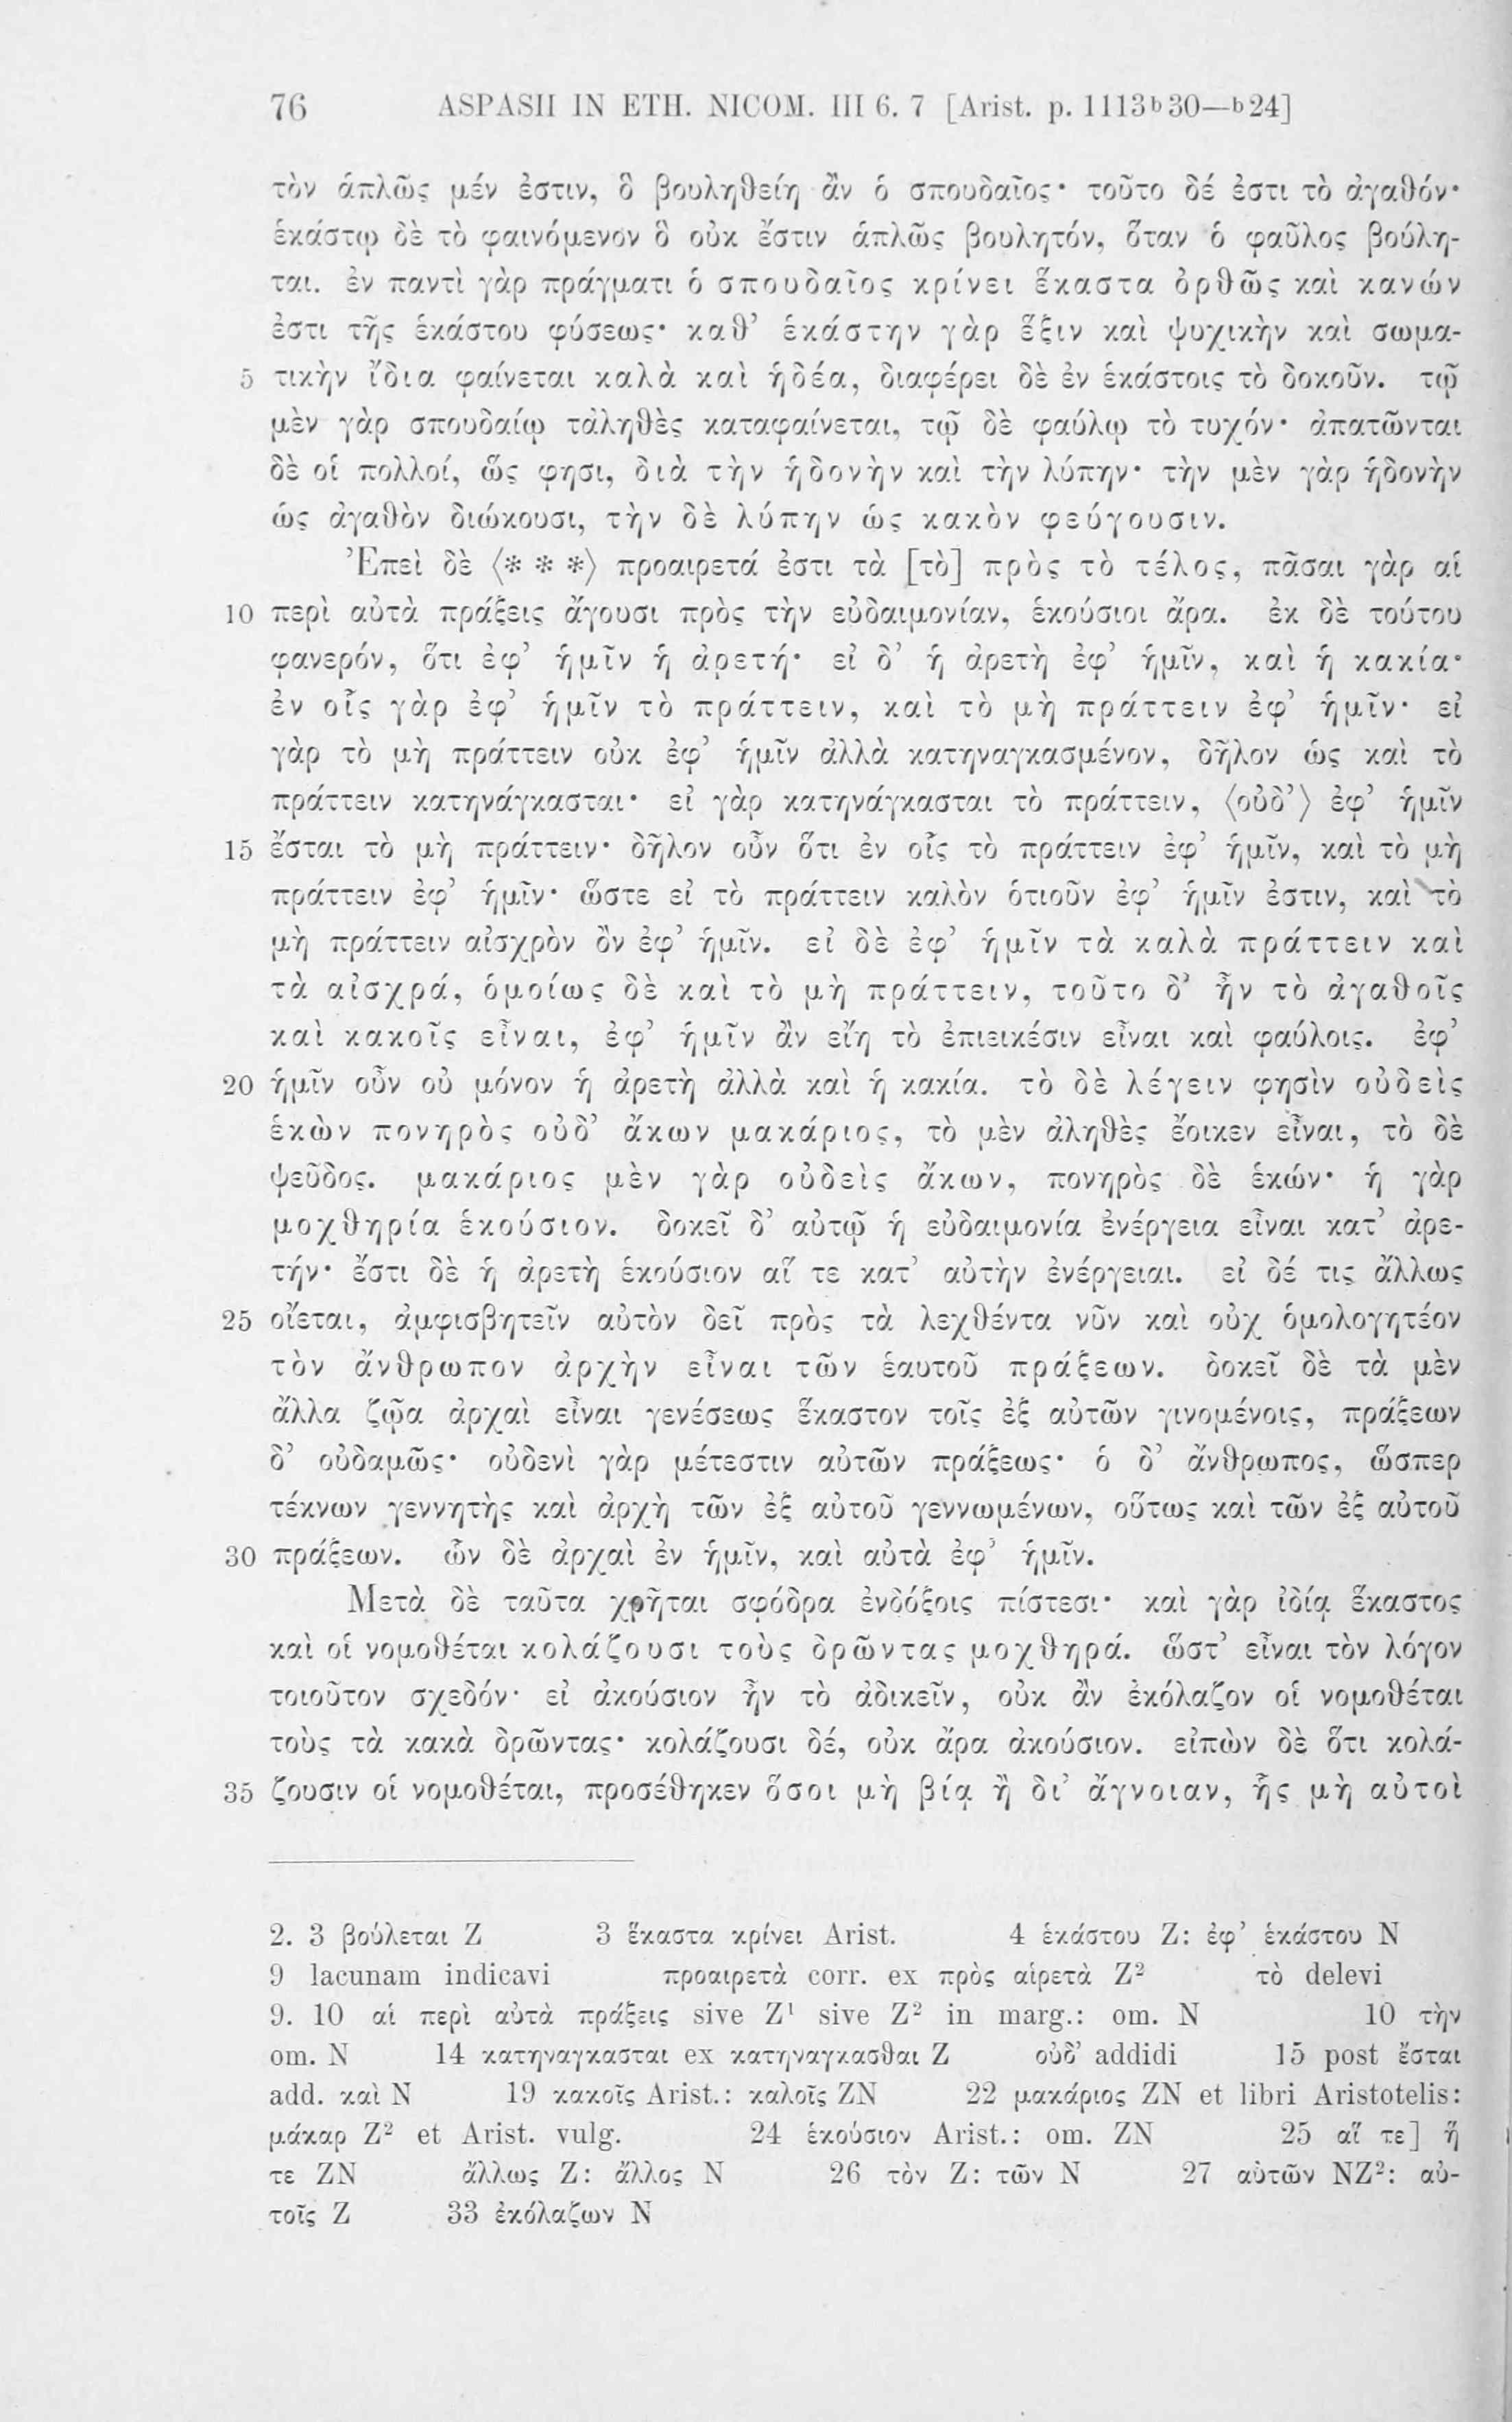 76 ASPASII IN ETH. NICOM. III 6. 7 [Arist. p. 1113ᵇ30—ᵇ24]
τὸν ἁπλῶς μέν ἐστιν, ὃ βουληθείη ἂν ὁ σπουδαῖος· τοῦτο δέ ἐστι τὸ ἀγαθόν·
ἑκάστῳ δὲ τὸ φαινόμενον ὃ οὐκ ἔστιν ἁπλῶς βουλητόν, ὅταν ὁ φαῦλος βούλη-
ται. ἐν παντὶ γὰρ πράγματι ὁ σπουδαῖος κρίνει ἕκαστα ὀρθῶς καὶ κανών
ἐστι τῆς ἑκάστου φύσεως· καθ’ ἑκάστην γὰρ ἕξιν καὶ ψυχικὴν καὶ σωμα-
5 τικὴν ἴδια φαίνεται καλὰ καὶ ἡδέα, διαφέρει δὲ ἐν ἑκάστοις τὸ δοκοῦν. τῷ
μὲν γὰρ σπουδαίῳ τἀληθὲς καταφαίνεται, τῷ δὲ φαύλῳ τὸ τυχόν· ἀπατῶνται
δὲ οἱ πολλοί, ὥς φησι, διὰ τὴν ἡδονὴν καὶ τὴν λύπην· τὴν μὲν γὰρ ἡδονὴν
ὡς ἀγαθὸν διώκουσι, τὴν δὲ λύπην ὡς κακὸν φεύγουσιν.
Ἐπεὶ δὲ ⟨* * *⟩ προαιρετά ἐστι τὰ [τὸ] πρὸς τὸ τέλος, πᾶσαι γὰρ αἱ
10 περὶ αὐτὰ πράξεις ἄγουσι πρὸς τὴν εὐδαιμονίαν, ἑκούσιοι ἄρα. ἐκ δὲ τούτου
φανερόν, ὅτι ἐφ’ ἡμῖν ἡ ἀρετή· εἰ δ’ ἡ ἀρετὴ ἐφ’ ἡμῖν, καὶ ἡ κακία·
ἐν οἷς γὰρ ἐφ’ ἡμῖν τὸ πράττειν, καὶ τὸ μὴ πράττειν ἐφ’ ἡμῖν· εἰ
γὰρ τὸ μὴ πράττειν οὐκ ἐφ’ ἡμῖν ἀλλὰ κατηναγκασμένον, δῆλον ὡς καὶ τὸ
πράττειν κατηνάγκασται· εἰ γὰρ κατηνάγκασται τὸ πράττειν, ⟨οὐδ’⟩ ἐφ’ ἡμῖν
15 ἔσται τὸ μὴ πράττειν· δῆλον οὖν ὅτι ἐν οἷς τὸ πράττειν ἐφ’ ἡμῖν, καὶ τὸ μὴ
πράττειν ἐφ’ ἡμῖν· ὥστε εἰ τὸ πράττειν καλὸν ὁτιοῦν ἐφ’ ἡμῖν ἐστιν, καὶ τὸ
μὴ πράττειν αἰσχρὸν ὂν ἐφ’ ἡμῖν. εἰ δὲ ἐφ’ ἡμῖν τὰ καλὰ πράττειν καὶ
τὰ αἰσχρά, ὁμοίως δὲ καὶ τὸ μὴ πράττειν, τοῦτο δ’ ἦν τὸ ἀγαθοῖς
καὶ κακοῖς εἶναι, ἐφ’ ἡμῖν ἂν εἴη τὸ ἐπιεικέσιν εἶναι καὶ φαύλοις. ἐφ’
20 ἡμῖν οὖν οὐ μόνον ἡ ἀρετὴ ἀλλὰ καὶ ἡ κακία. τὸ δὲ λέγειν φησὶν οὐδεὶς
ἑκὼν πονηρὸς οὐδ’ ἄκων μακάριος, τὸ μὲν ἀληθὲς ἔοικεν εἶναι, τὸ δὲ
ψεῦδος. μακάριος μὲν γὰρ οὐδεὶς ἄκων, πονηρὸς δὲ ἑκών· ἡ γὰρ
μοχθηρία ἑκούσιον. δοκεῖ δ’ αὐτῷ ἡ εὐδαιμονία ἐνέργεια εἶναι κατ’ ἀρε-
τήν· ἔστι δὲ ἡ ἀρετὴ ἑκούσιον αἵ τε κατ’ αὐτὴν ἐνέργειαι. εἰ δέ τις ἄλλως
25 οἴεται, ἀμφισβητεῖν αὐτὸν δεῖ πρὸς τὰ λεχθέντα νῦν καὶ οὐχ ὁμολογητέον
τὸν ἄνθρωπον ἀρχὴν εἶναι τῶν ἑαυτοῦ πράξεων. δοκεῖ δὲ τὰ μὲν
ἄλλα ζῷα ἀρχαὶ εἶναι γενέσεως ἕκαστον τοῖς ἐξ αὑτῶν γινομένοις, πράξεων
δ’ οὐδαμῶς· οὐδενὶ γὰρ μέτεστιν αὐτῶν πράξεως· ὁ δ’ ἄνθρωπος, ὥσπερ
τέκνων γεννητὴς καὶ ἀρχὴ τῶν ἐξ αὑτοῦ γεννωμένων, οὕτως καὶ τῶν ἐξ αὑτοῦ
30 πράξεων. ὧν δὲ ἀρχαὶ ἐν ἡμῖν, καὶ αὐτὰ ἐφ’ ἡμῖν.
Μετὰ δὲ ταῦτα χρῆται σφόδρα ἐνδόξοις πίστεσι· καὶ γὰρ ἰδίᾳ ἕκαστος
καὶ οἱ νομοθέται κολάζουσι τοὺς δρῶντας μοχθηρά. ὥστ’ εἶναι τὸν λόγον
τοιοῦτον σχεδόν· εἰ ἀκούσιον ἦν τὸ ἀδικεῖν, οὐκ ἂν ἐκόλαζον οἱ νομοθέται
τοὺς τὰ κακὰ δρῶντας· κολάζουσι δέ, οὐκ ἄρα ἀκούσιον. εἰπὼν δὲ ὅτι κολά-
35 ζουσιν οἱ νομοθέται, προσέθηκεν ὅσοι μὴ βίᾳ ἢ δι’ ἄγνοιαν, ἧς μὴ αὐτοὶ
2. 3 βούλεται Z 3 ἕκαστα κρίνει Arist. 4 ἑκάστου Z: ἐφ’ ἑκάστου N
9 lacunam indicavi προαιρετὰ corr. ex πρὸς αἱρετὰ Z² τὸ delevi
9. 10 αἱ περὶ αὐτὰ πράξεις sive Z¹ sive Z² in marg.: om. N 10 τὴν
om. N 14 κατηναγκασται ex κατηναγκασθαι Z οὐδ’ addidi 15 post ἔσται
add. καὶ N 19 κακοῖς Arist.: καλοῖς ZN 22 μακάριος ZN et libri Aristotelis:
μάκαρ Z² et Arist. vulg. 24 ἑκούσιον Arist.: om. ZN 25 αἵ τε] ἥ
τε ZN ἄλλως Z: ἄλλος N 26 τὸν Z: τῶν N 27 αὑτῶν NZ²: αὐ-
τοῖς Z 33 ἐκόλαζων N